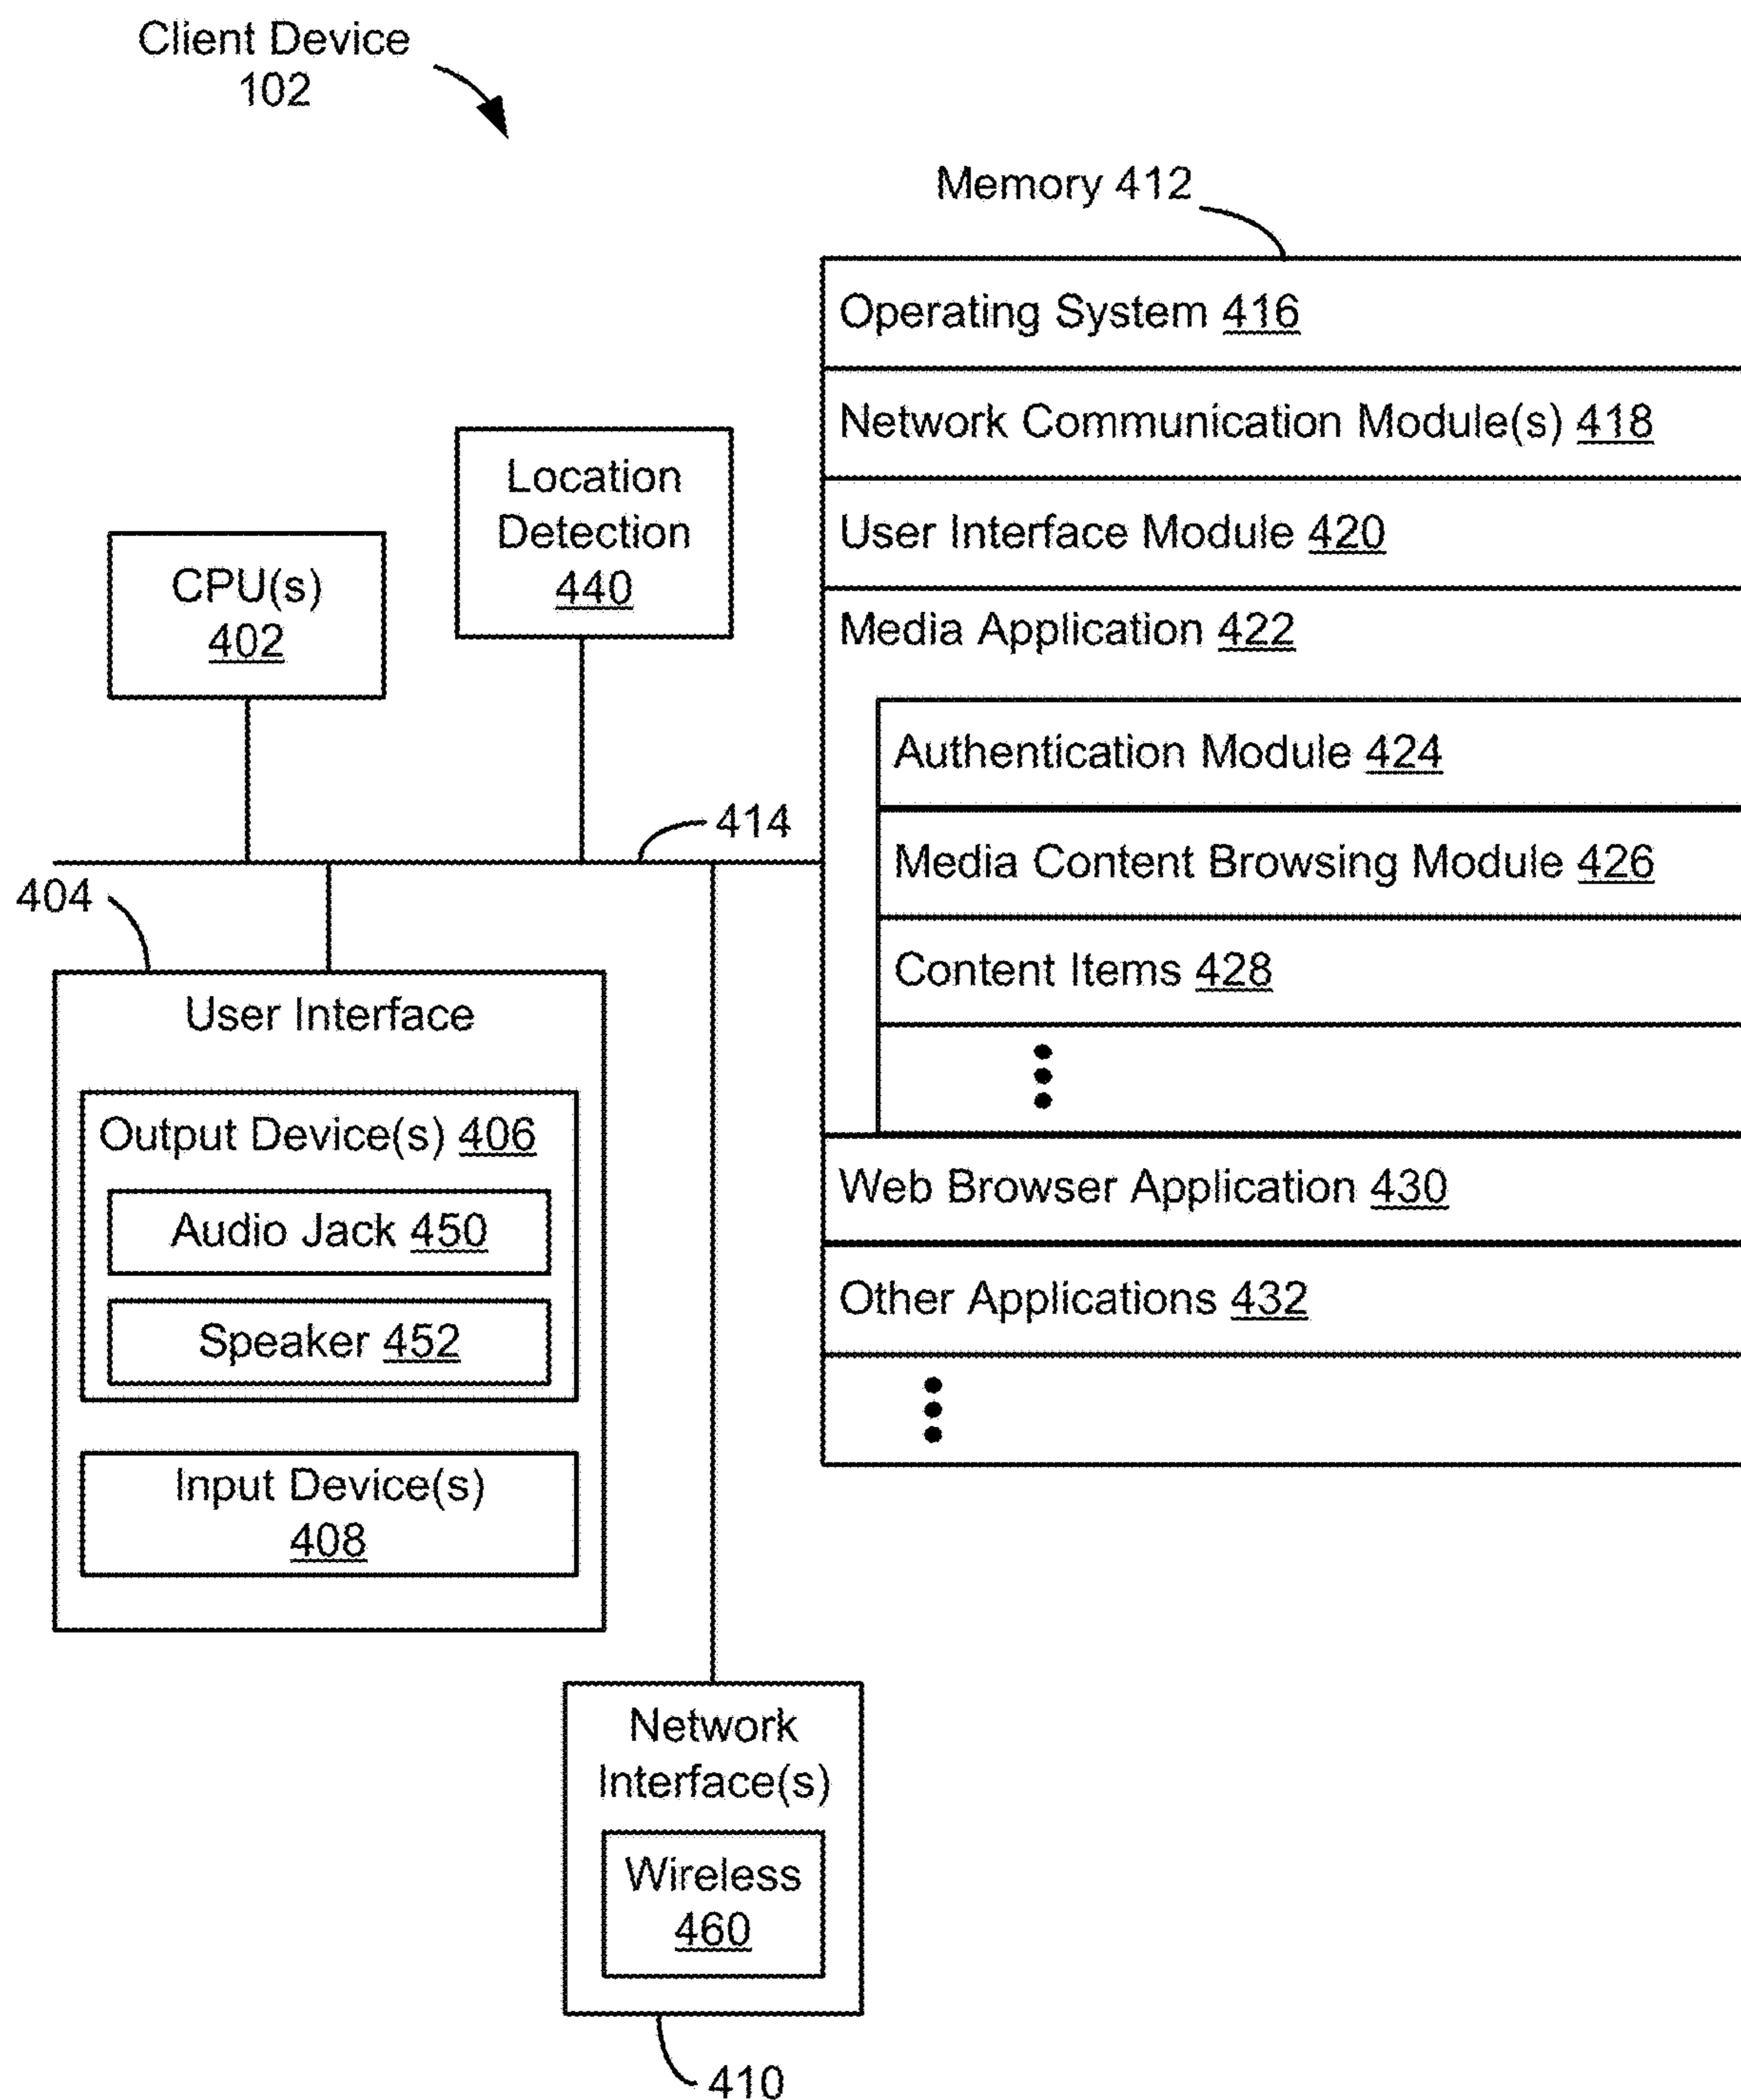 Client Device
102
Memory 412
Operating System 416
Network Communication Module(s) 418
User Interface Module 420
Media Application 422
Authentication Module 424
Media Content Browsing Module 426
Content Items 428
Web Browser Application 430
Other Applications 432
Location
Detection
440
CPU(s)
402
414
404
User Interface
Output Device(s) 406
Audio Jack 450
Speaker 452
Input Device(s)
408
Network
Interface(s)
Wireless
460
410